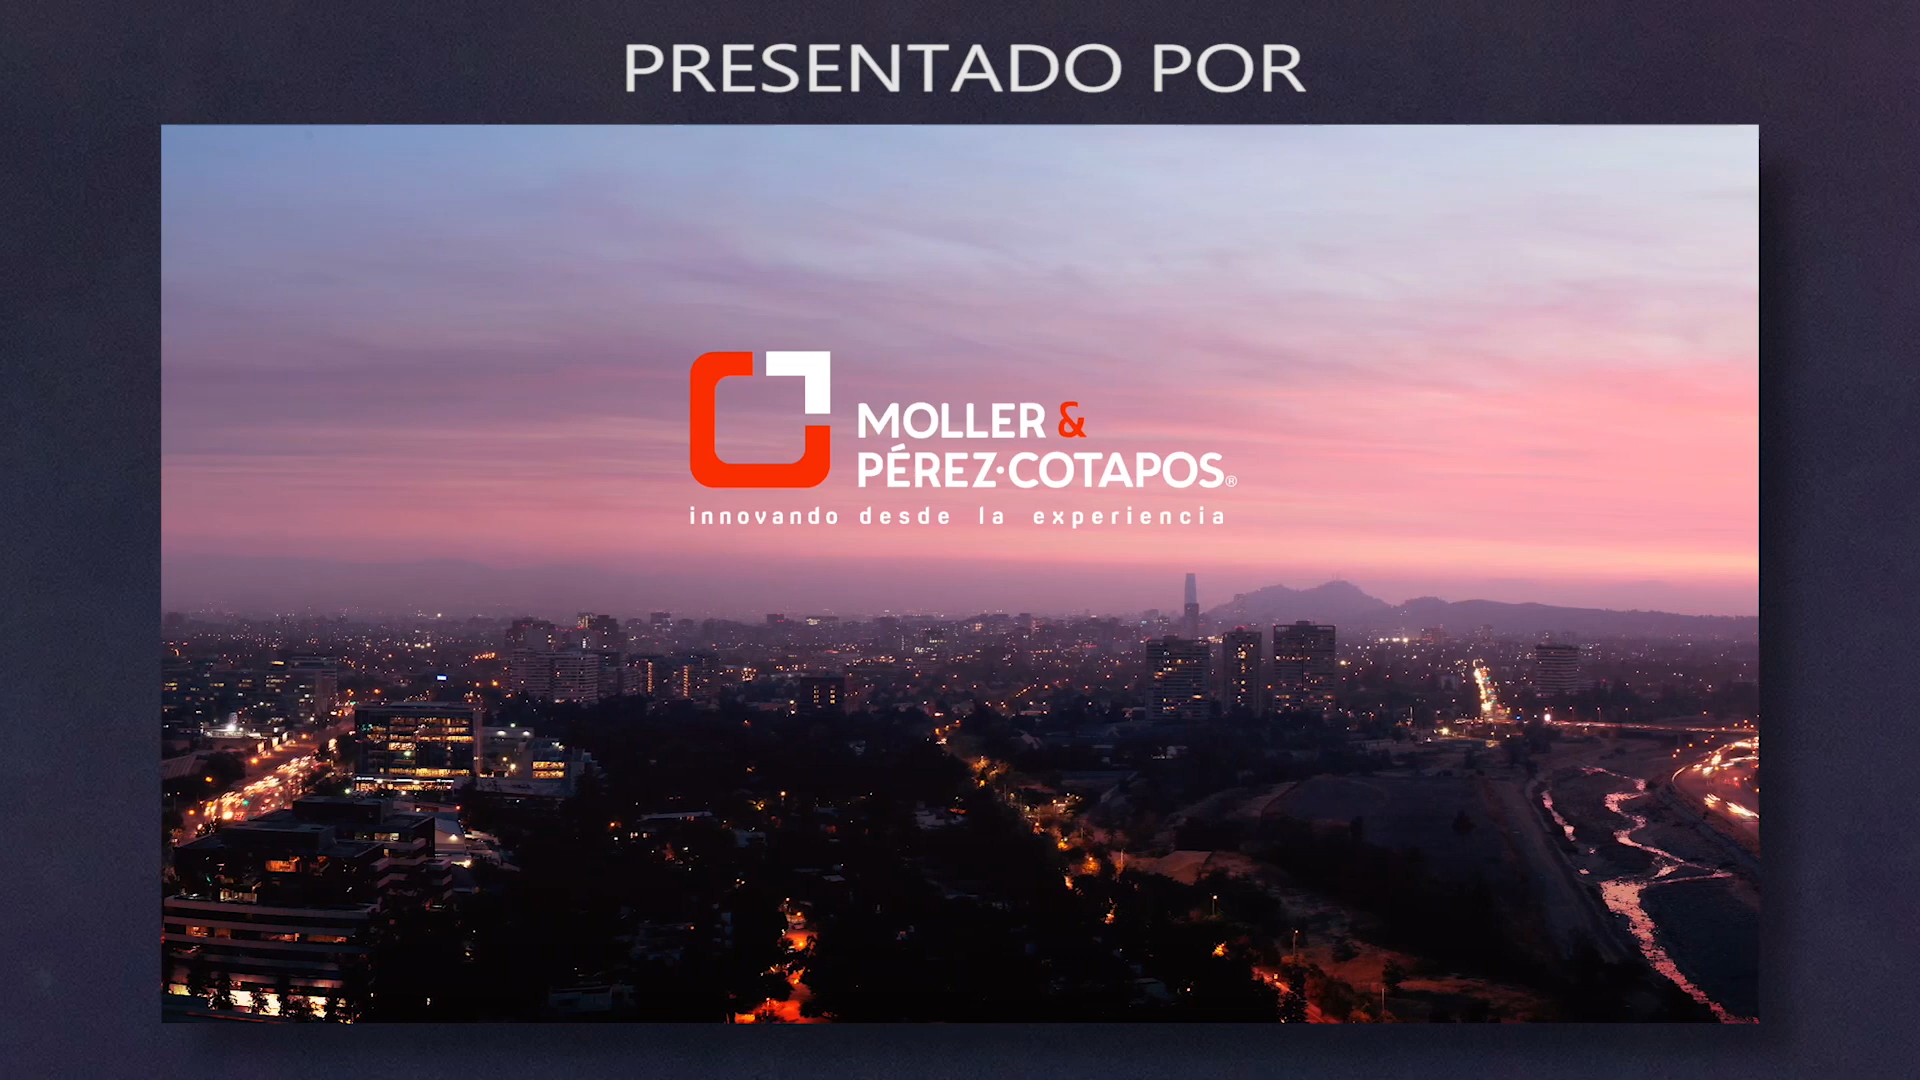 PRESENTADO POR
MOLLER &
PÉREZ·COTAPOS®
innovando desde la experiencia